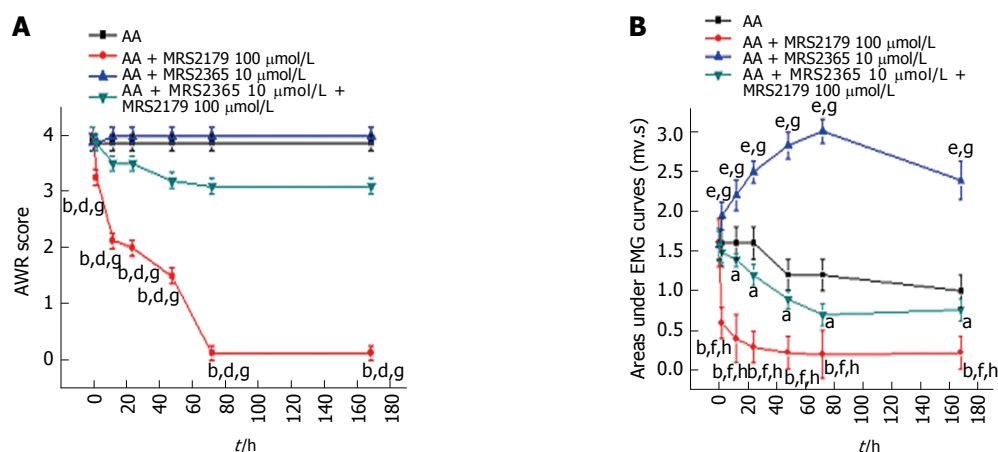 A
AA
AA + MRS2179 100 μmol/L
AA + MRS2365 10 μmol/L
AA + MRS2365 10 μmol/L +
MRS2179 100 μmol/L
AWR score
4
3
2
1
0
b,d,g
b,d,g
b,d,g
b,d,g
b,d,g
b,d,g
0
20
40
60
80
100
120
140
160
180
t/h
B
AA
AA + MRS2179 100 μmol/L
AA + MRS2365 10 μmol/L
AA + MRS2365 10 μmol/L +
MRS2179 100 μmol/L
Areas under EMG curves (mv.s)
3.0
2.5
2.0
1.5
1.0
0.5
0.0
e,g
e,g
e,g
e,g
e,g
e,g
a
a
a
a
a
b,f,h
b,f,h
b,f,h
b,f,h
b,f,h
b,f,h
0
20
40
60
80
100
120
140
160
180
t/h